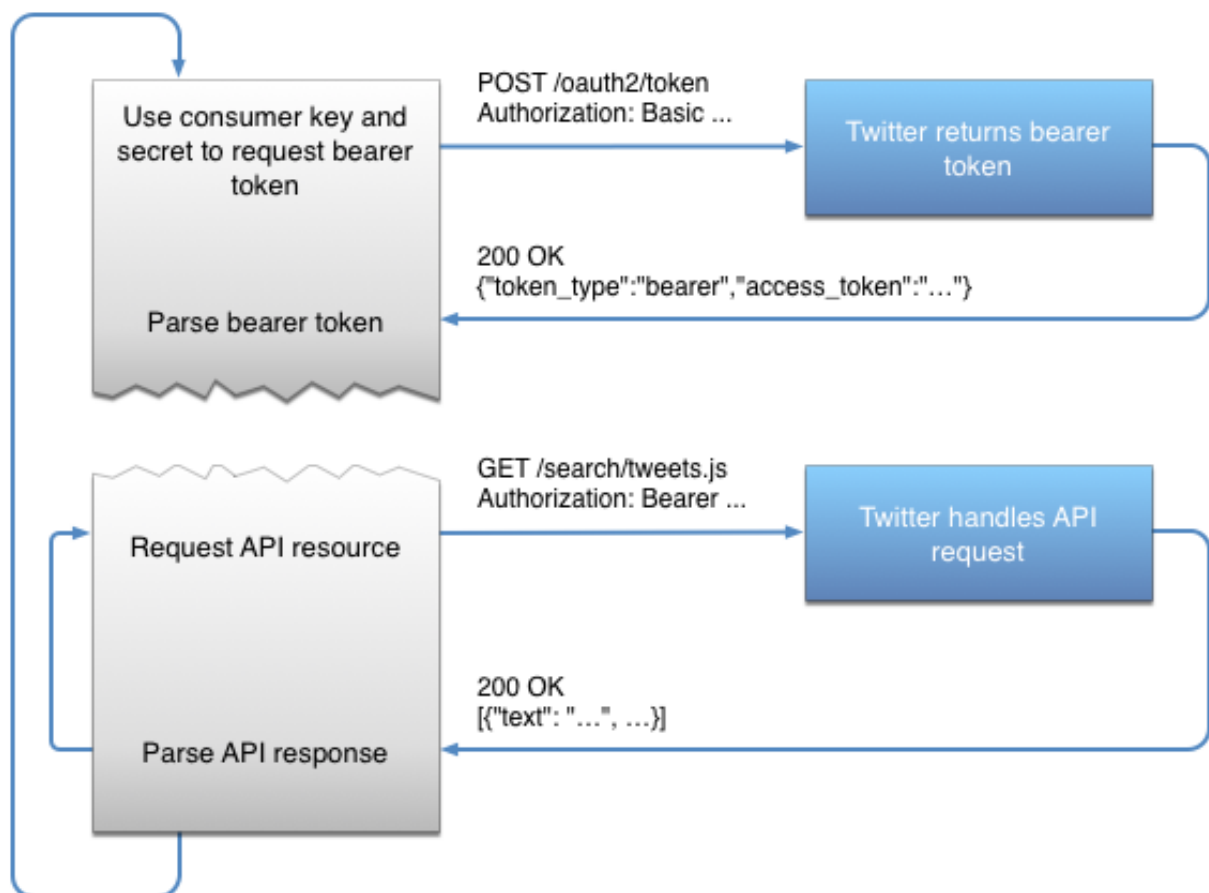 Use consumer key and
secret to request bearer
token
POST /oauth2/token
Authorization: Basic ...
Twitter returns bearer
token
200 OK
{"token_type":"bearer","access_token":"…"}
Parse bearer token
GET /search/tweets.js
Authorization: Bearer ...
Request API resource
Twitter handles API
request
200 OK
[{"text": "…", …}]
Parse API response